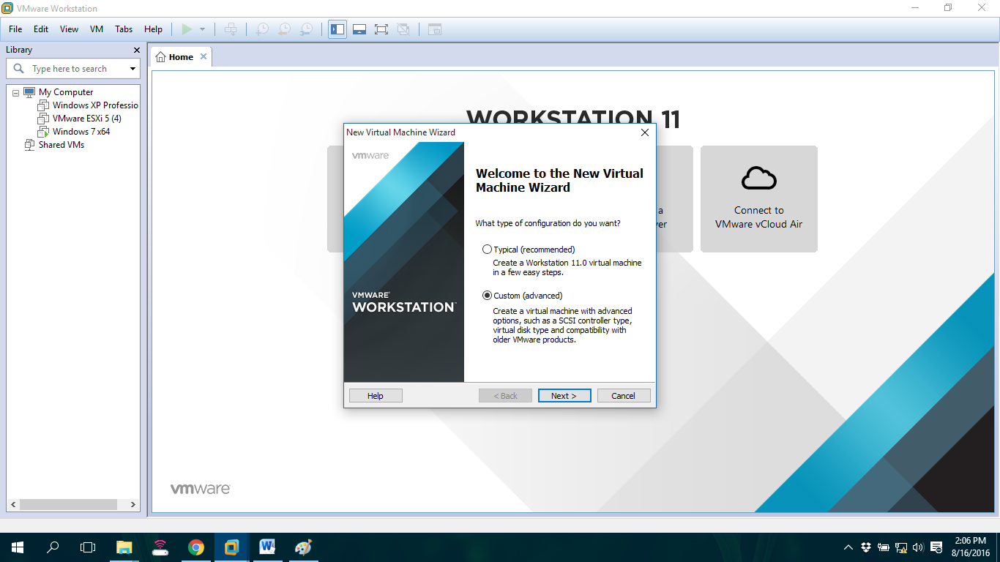 VMware Workstation
File Edit View VM Tabs Help
Library
Type here to search
My Computer
Windows XP Professio
VMware ESXi 5 (4)
Windows 7 x64
Shared VMs
Home
WORKSTATION 11
a
ver
Connect to
VMware vCloud Air
New Virtual Machine Wizard
vmware
VMWARE
WORKSTATION™
Welcome to the New Virtual
Machine Wizard
What type of configuration do you want?
Typical (recommended)
Create a Workstation 11.0 virtual machine
in a few easy steps.
Custom (advanced)
Create a virtual machine with advanced
options, such as a SCSI controller type,
virtual disk type and compatibility with
older VMware products.
Help < Back Next > Cancel
vmware
2:06 PM
8/16/2016